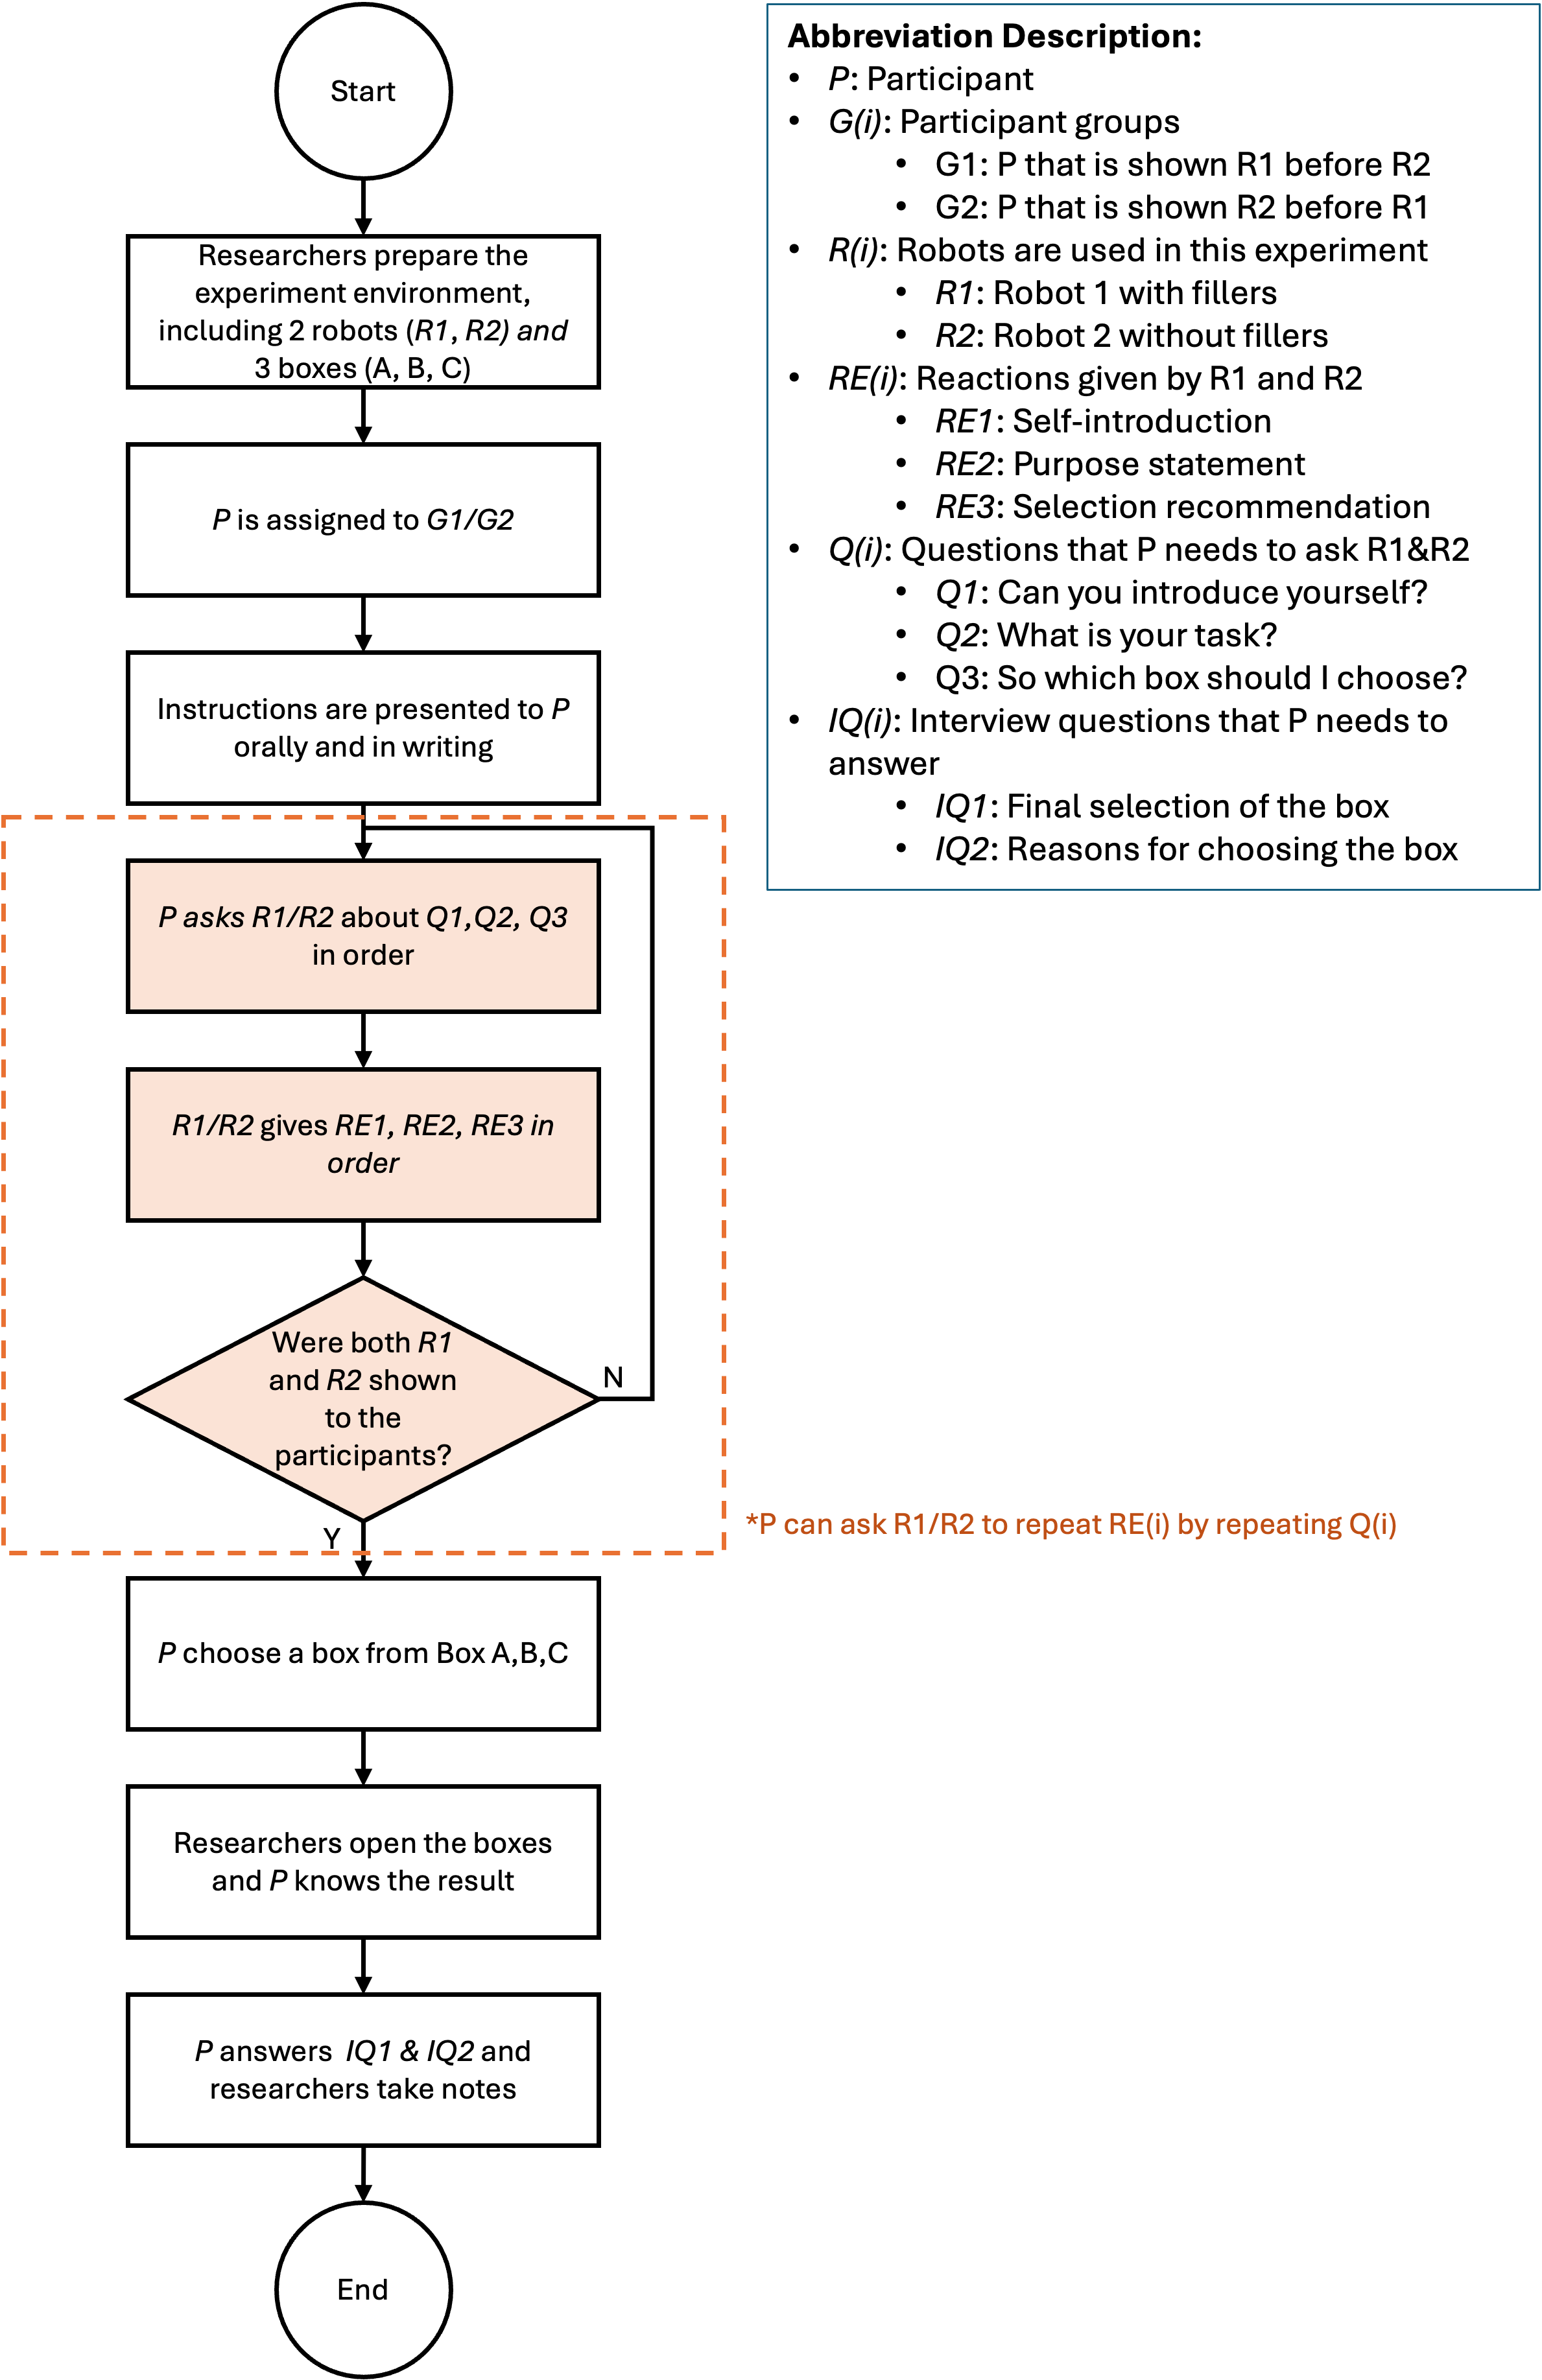 Start
Researchers prepare the
experiment environment,
including 2 robots (R1, R2) and
3 boxes (A, B, C)
P is assigned to G1/G2
Instructions are presented to P
orally and in writing
P asks R1/R2 about Q1,Q2, Q3
in order
R1/R2 gives RE1, RE2, RE3 in
order
Were both R1
and R2 shown
to the
participants?
N
Y
P choose a box from Box A,B,C
Researchers open the boxes
and P knows the result
P answers IQ1 & IQ2 and
researchers take notes
End
Abbreviation Description:
• P: Participant
• G(i): Participant groups
• G1: P that is shown R1 before R2
• G2: P that is shown R2 before R1
• R(i): Robots are used in this experiment
• R1: Robot 1 with fillers
• R2: Robot 2 without fillers
• RE(i): Reactions given by R1 and R2
• RE1: Self-introduction
• RE2: Purpose statement
• RE3: Selection recommendation
• Q(i): Questions that P needs to ask R1&R2
• Q1: Can you introduce yourself?
• Q2: What is your task?
• Q3: So which box should I choose?
• IQ(i): Interview questions that P needs to
answer
• IQ1: Final selection of the box
• IQ2: Reasons for choosing the box
*P can ask R1/R2 to repeat RE(i) by repeating Q(i)